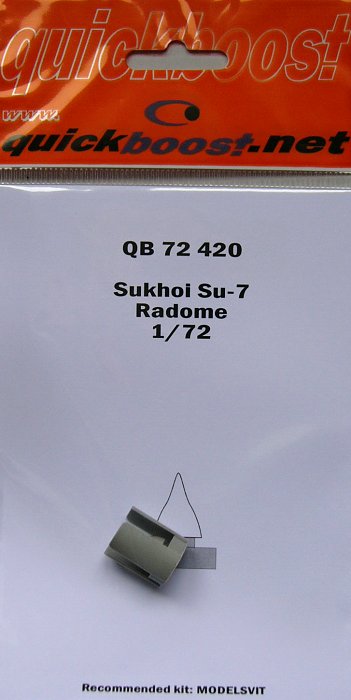 quickboost
www.
quickboost.net
QB 72 420
Sukhoi Su-7
Radome
1/72
Recommended kit: MODELSVIT